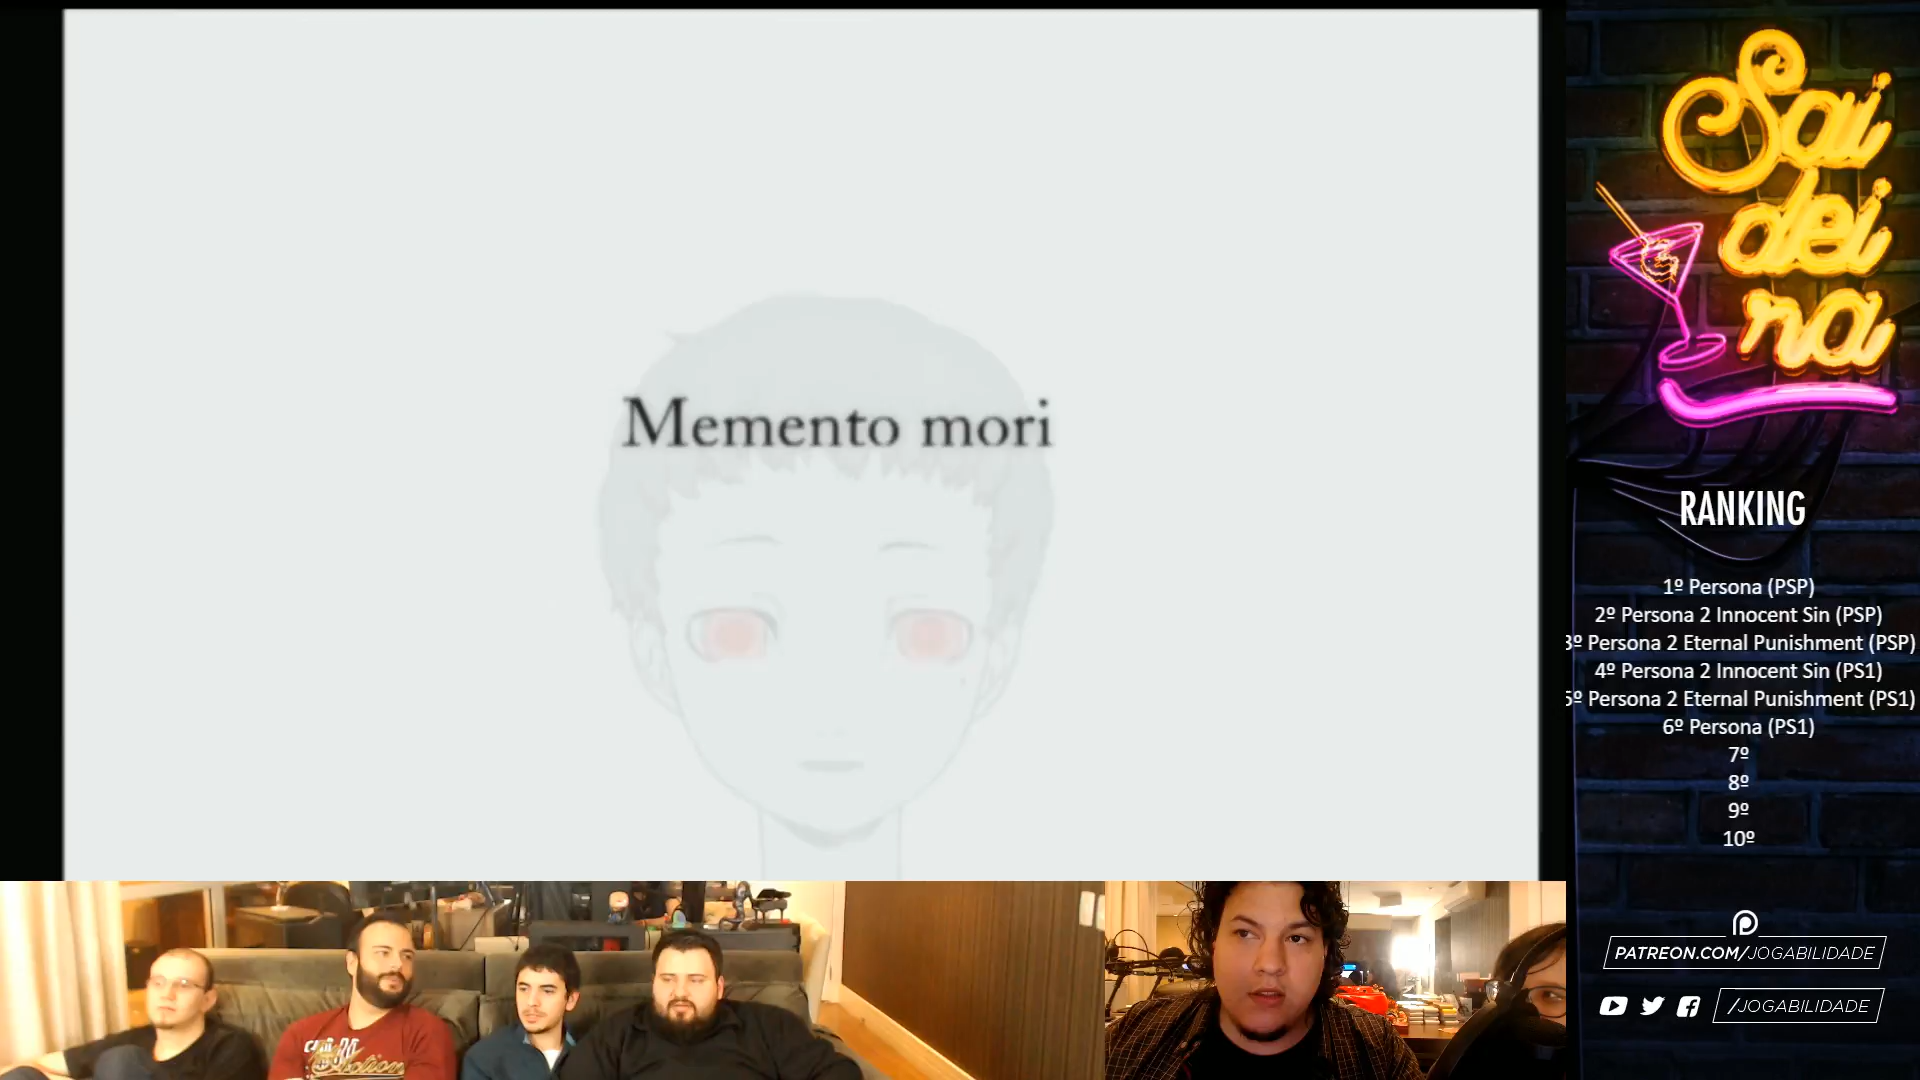 Memento mori
Sai
dei
ra
RANKING
1º Persona (PSP)
2º Persona 2 Innocent Sin (PSP)
3º Persona 2 Eternal Punishment (PSP)
4º Persona 2 Innocent Sin (PS1)
5º Persona 2 Eternal Punishment (PS1)
6º Persona (PS1)
7º
8º
9º
10º
PATREON.COM/JOGABILIDADE
/JOGABILIDADE